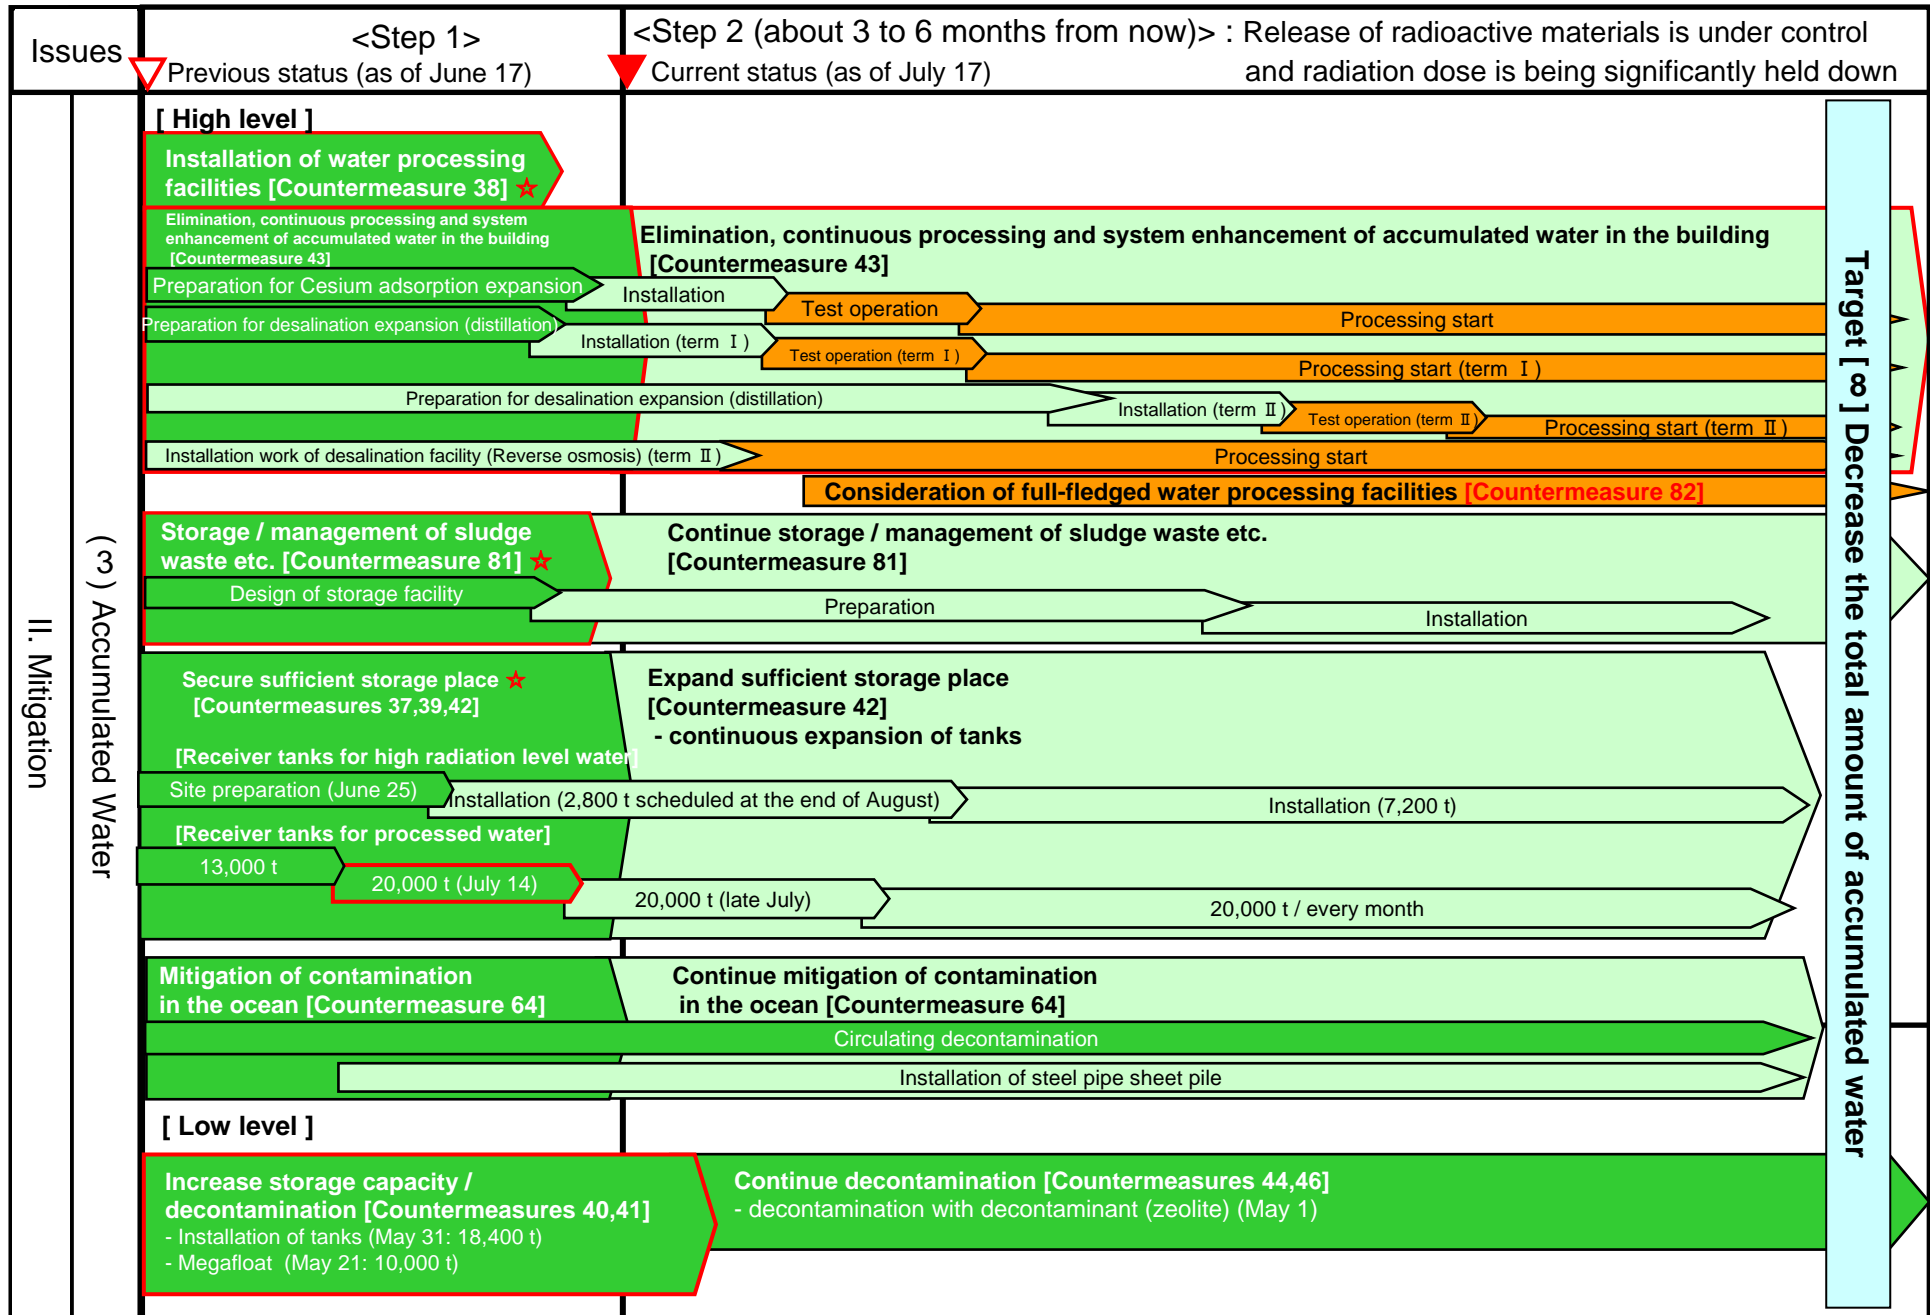 Issues
<Step 1>
Previous status (as of June 17)
<Step 2 (about 3 to 6 months from now)> : Release of radioactive materials is under control
Current status (as of July 17)
and radiation dose is being significantly held down
II. Mitigation
(3) Accumulated Water
[ High level ]
Installation of water processing
facilities [Countermeasure 38] ☆
Elimination, continuous processing and system
enhancement of accumulated water in the building
[Countermeasure 43]
Elimination, continuous processing and system enhancement of accumulated water in the building
[Countermeasure 43]
Preparation for Cesium adsorption expansion
Installation
Test operation
Processing start
Preparation for desalination expansion (distillation)
Installation (term Ⅰ)
Test operation (term Ⅰ)
Processing start (term Ⅰ)
Preparation for desalination expansion (distillation)
Installation (term Ⅱ)
Test operation (term Ⅱ)
Processing start (term Ⅱ)
Installation work of desalination facility (Reverse osmosis) (term Ⅱ)
Processing start
Consideration of full-fledged water processing facilities [Countermeasure 82]
Storage / management of sludge
waste etc. [Countermeasure 81] ☆
Continue storage / management of sludge waste etc.
[Countermeasure 81]
Design of storage facility
Preparation
Installation
Secure sufficient storage place ☆
[Countermeasures 37,39,42]
Expand sufficient storage place
[Countermeasure 42]
- continuous expansion of tanks
[Receiver tanks for high radiation level water]
Site preparation (June 25)
Installation (2,800 t scheduled at the end of August)
Installation (7,200 t)
[Receiver tanks for processed water]
13,000 t
20,000 t (July 14)
20,000 t (late July)
20,000 t / every month
Mitigation of contamination
in the ocean [Countermeasure 64]
Continue mitigation of contamination
in the ocean [Countermeasure 64]
Circulating decontamination
Installation of steel pipe sheet pile
[ Low level ]
Increase storage capacity /
decontamination [Countermeasures 40,41]
- Installation of tanks (May 31: 18,400 t)
- Megafloat (May 21: 10,000 t)
Continue decontamination [Countermeasures 44,46]
- decontamination with decontaminant (zeolite) (May 1)
Target [ 8 ] Decrease the total amount of accumulated water